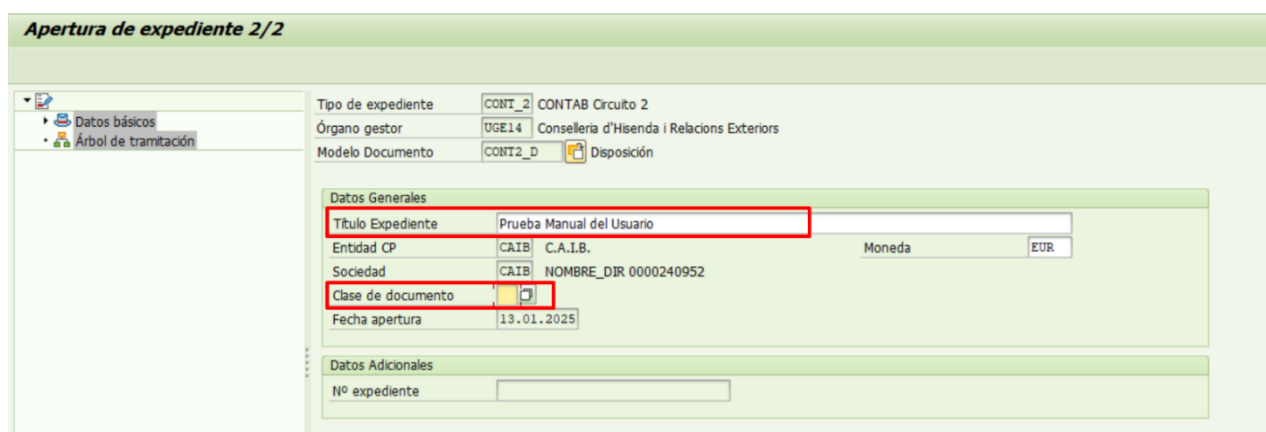 Apertura de expediente 2/2
Datos básicos
Árbol de tramitación
Tipo de expediente CONT_2 CONTAB Circuito 2
Órgano gestor UGE14 Conselleria d'Hisenda i Relacions Exteriors
Modelo Documento CONT2_D Disposición
Datos Generales
Título Expediente Prueba Manual del Usuario
Entidad CP CAIB C.A.I.B. Moneda EUR
Sociedad CAIB NOMBRE_DIR 0000240952
Clase de documento
Fecha apertura 13.01.2025
Datos Adicionales
Nº expediente